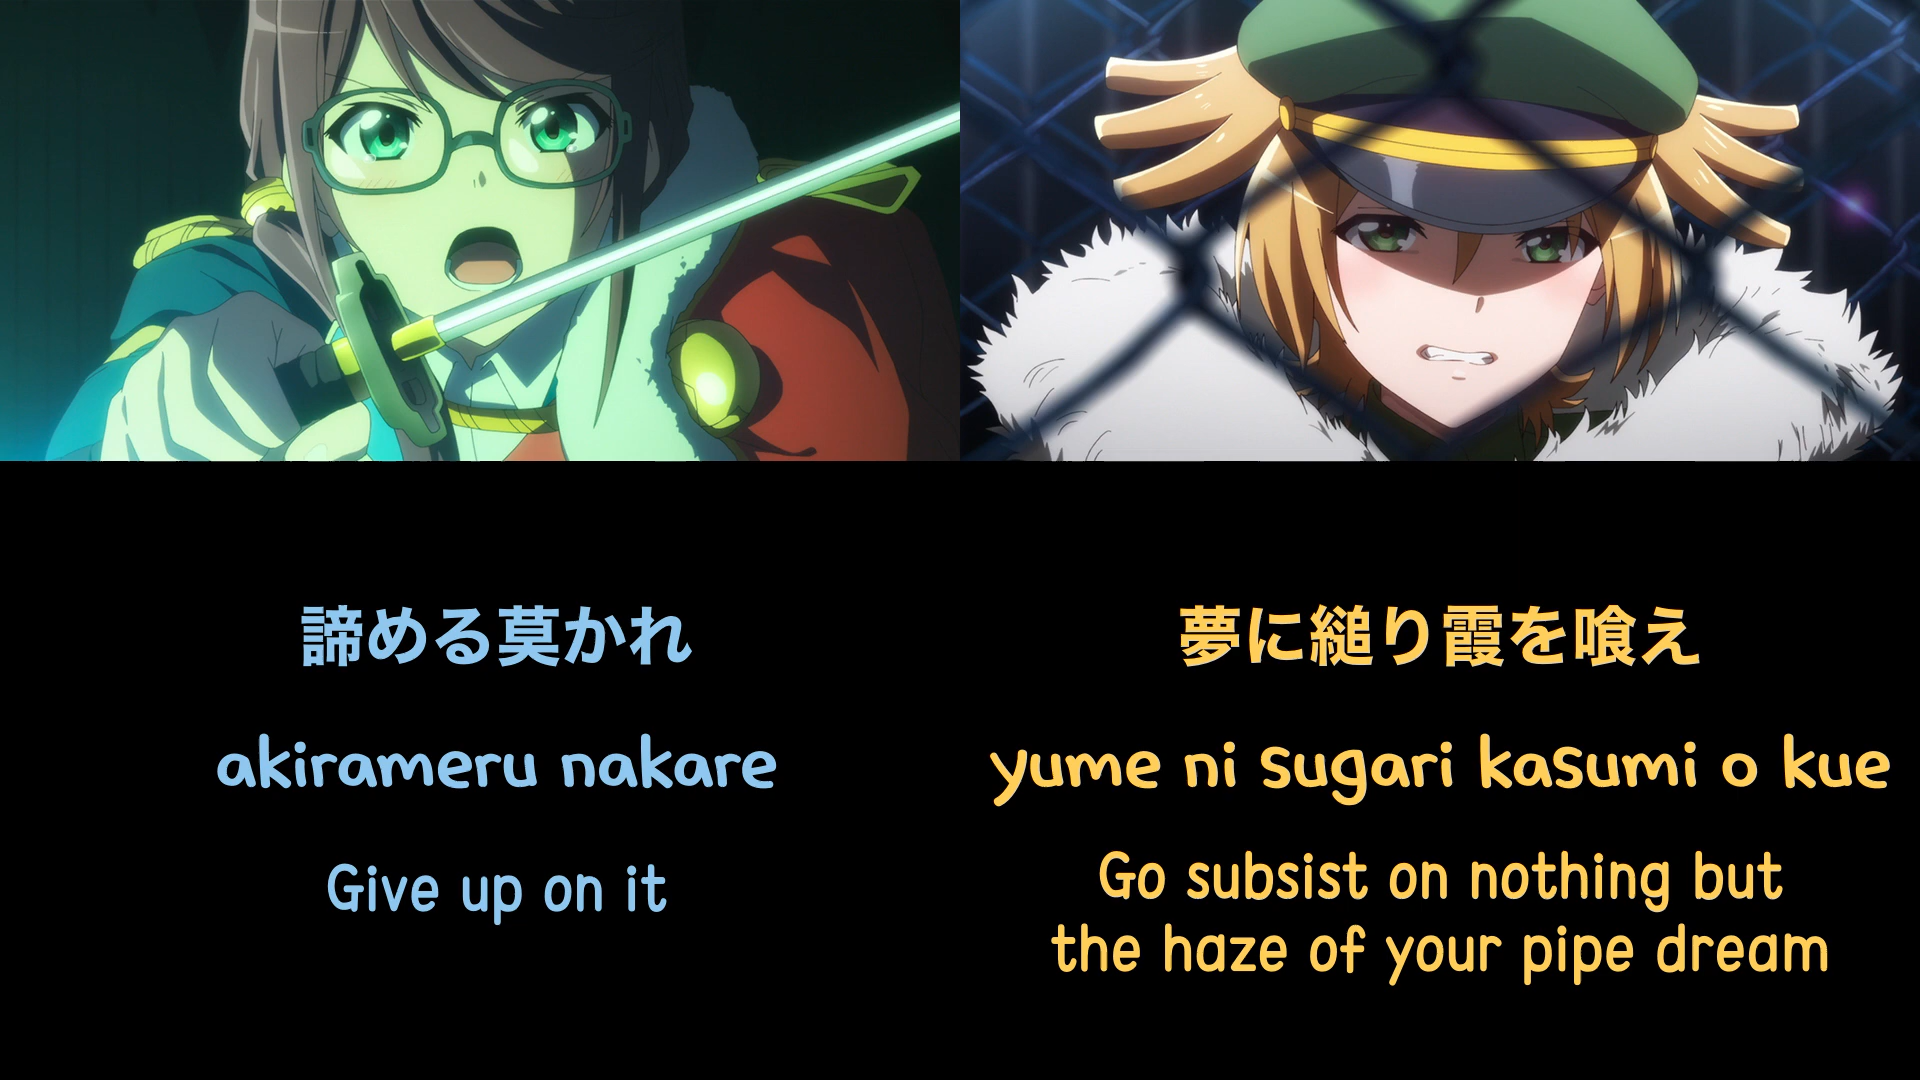 諦める莫かれ
akirameru nakare
Give up on it
夢に縋り霞を喰え
yume ni sugari kasumi o kue
Go subsist on nothing but
the haze of your pipe dream